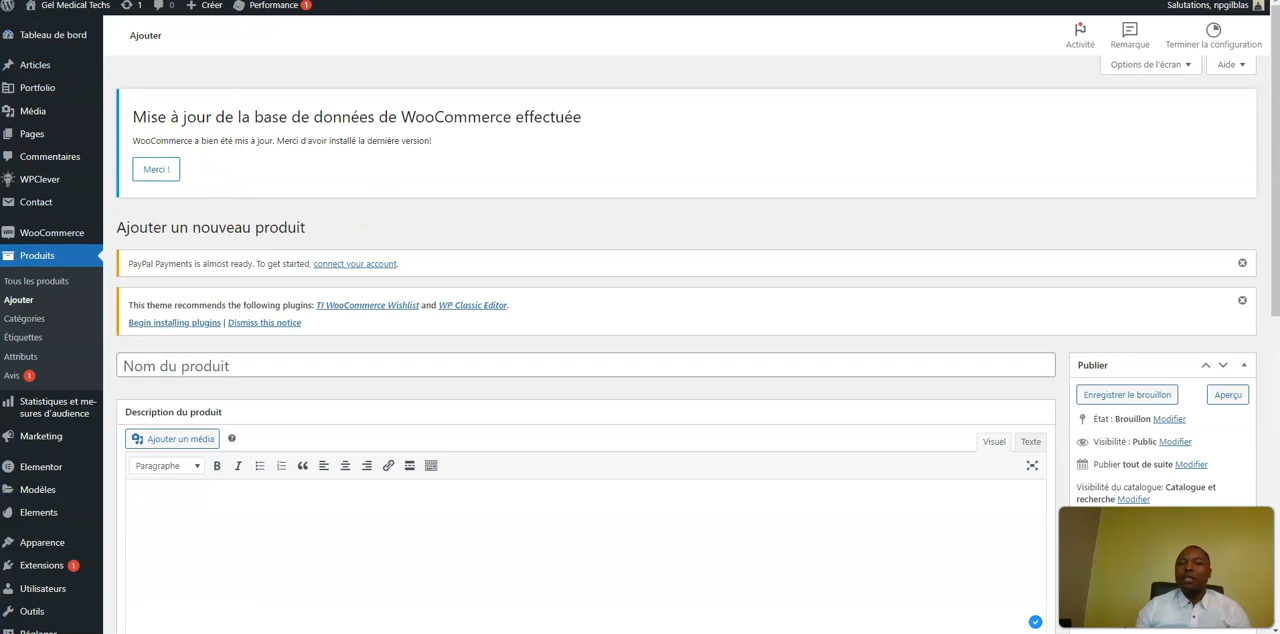 Gel Medical Techs 1 0 Créer Performance 1 Salutations, npgilblas
Tableau de bord
Articles
Portfolio
Média
Pages
Commentaires
WPClever
Contact
WooCommerce
Produits
Tous les produits
Ajouter
Catégories
Étiquettes
Attributs
Avis 1
Statistiques et me-
sures d'audience
Marketing
Elementor
Modèles
Elements
Apparence
Extensions 1
Utilisateurs
Outils
Réglages
Ajouter
Activité Remarque Terminer la configuration
Options de l'écran Aide
Mise à jour de la base de données de WooCommerce effectuée
WooCommerce a bien été mis à jour. Merci d'avoir installé la dernière version!
Merci !
Ajouter un nouveau produit
PayPal Payments is almost ready. To get started, connect your account.
This theme recommends the following plugins: TI WooCommerce Wishlist and WP Classic Editor.
Begin installing plugins | Dismiss this notice
Nom du produit
Description du produit
Ajouter un média
Visuel Texte
Paragraphe
Publier
Enregistrer le brouillon Aperçu
État : Brouillon Modifier
Visibilité : Public Modifier
Publier tout de suite Modifier
Visibilité du catalogue: Catalogue et
recherche Modifier